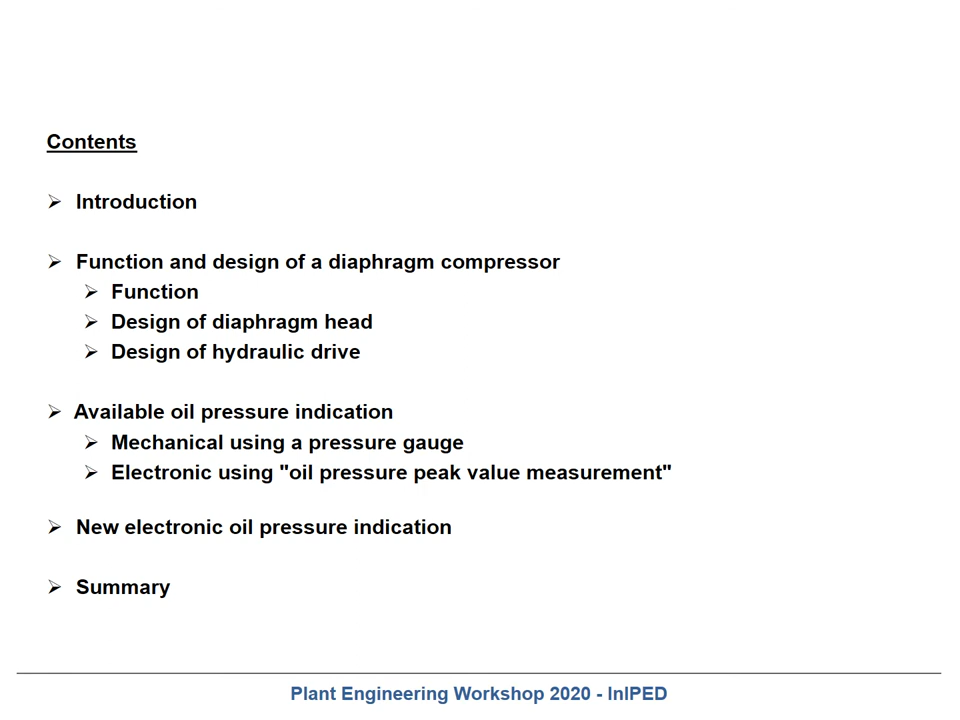 Contents
➢ Introduction
➢ Function and design of a diaphragm compressor
➢ Function
➢ Design of diaphragm head
➢ Design of hydraulic drive
➢ Available oil pressure indication
➢ Mechanical using a pressure gauge
➢ Electronic using "oil pressure peak value measurement"
➢ New electronic oil pressure indication
➢ Summary
Plant Engineering Workshop 2020 - InIPED